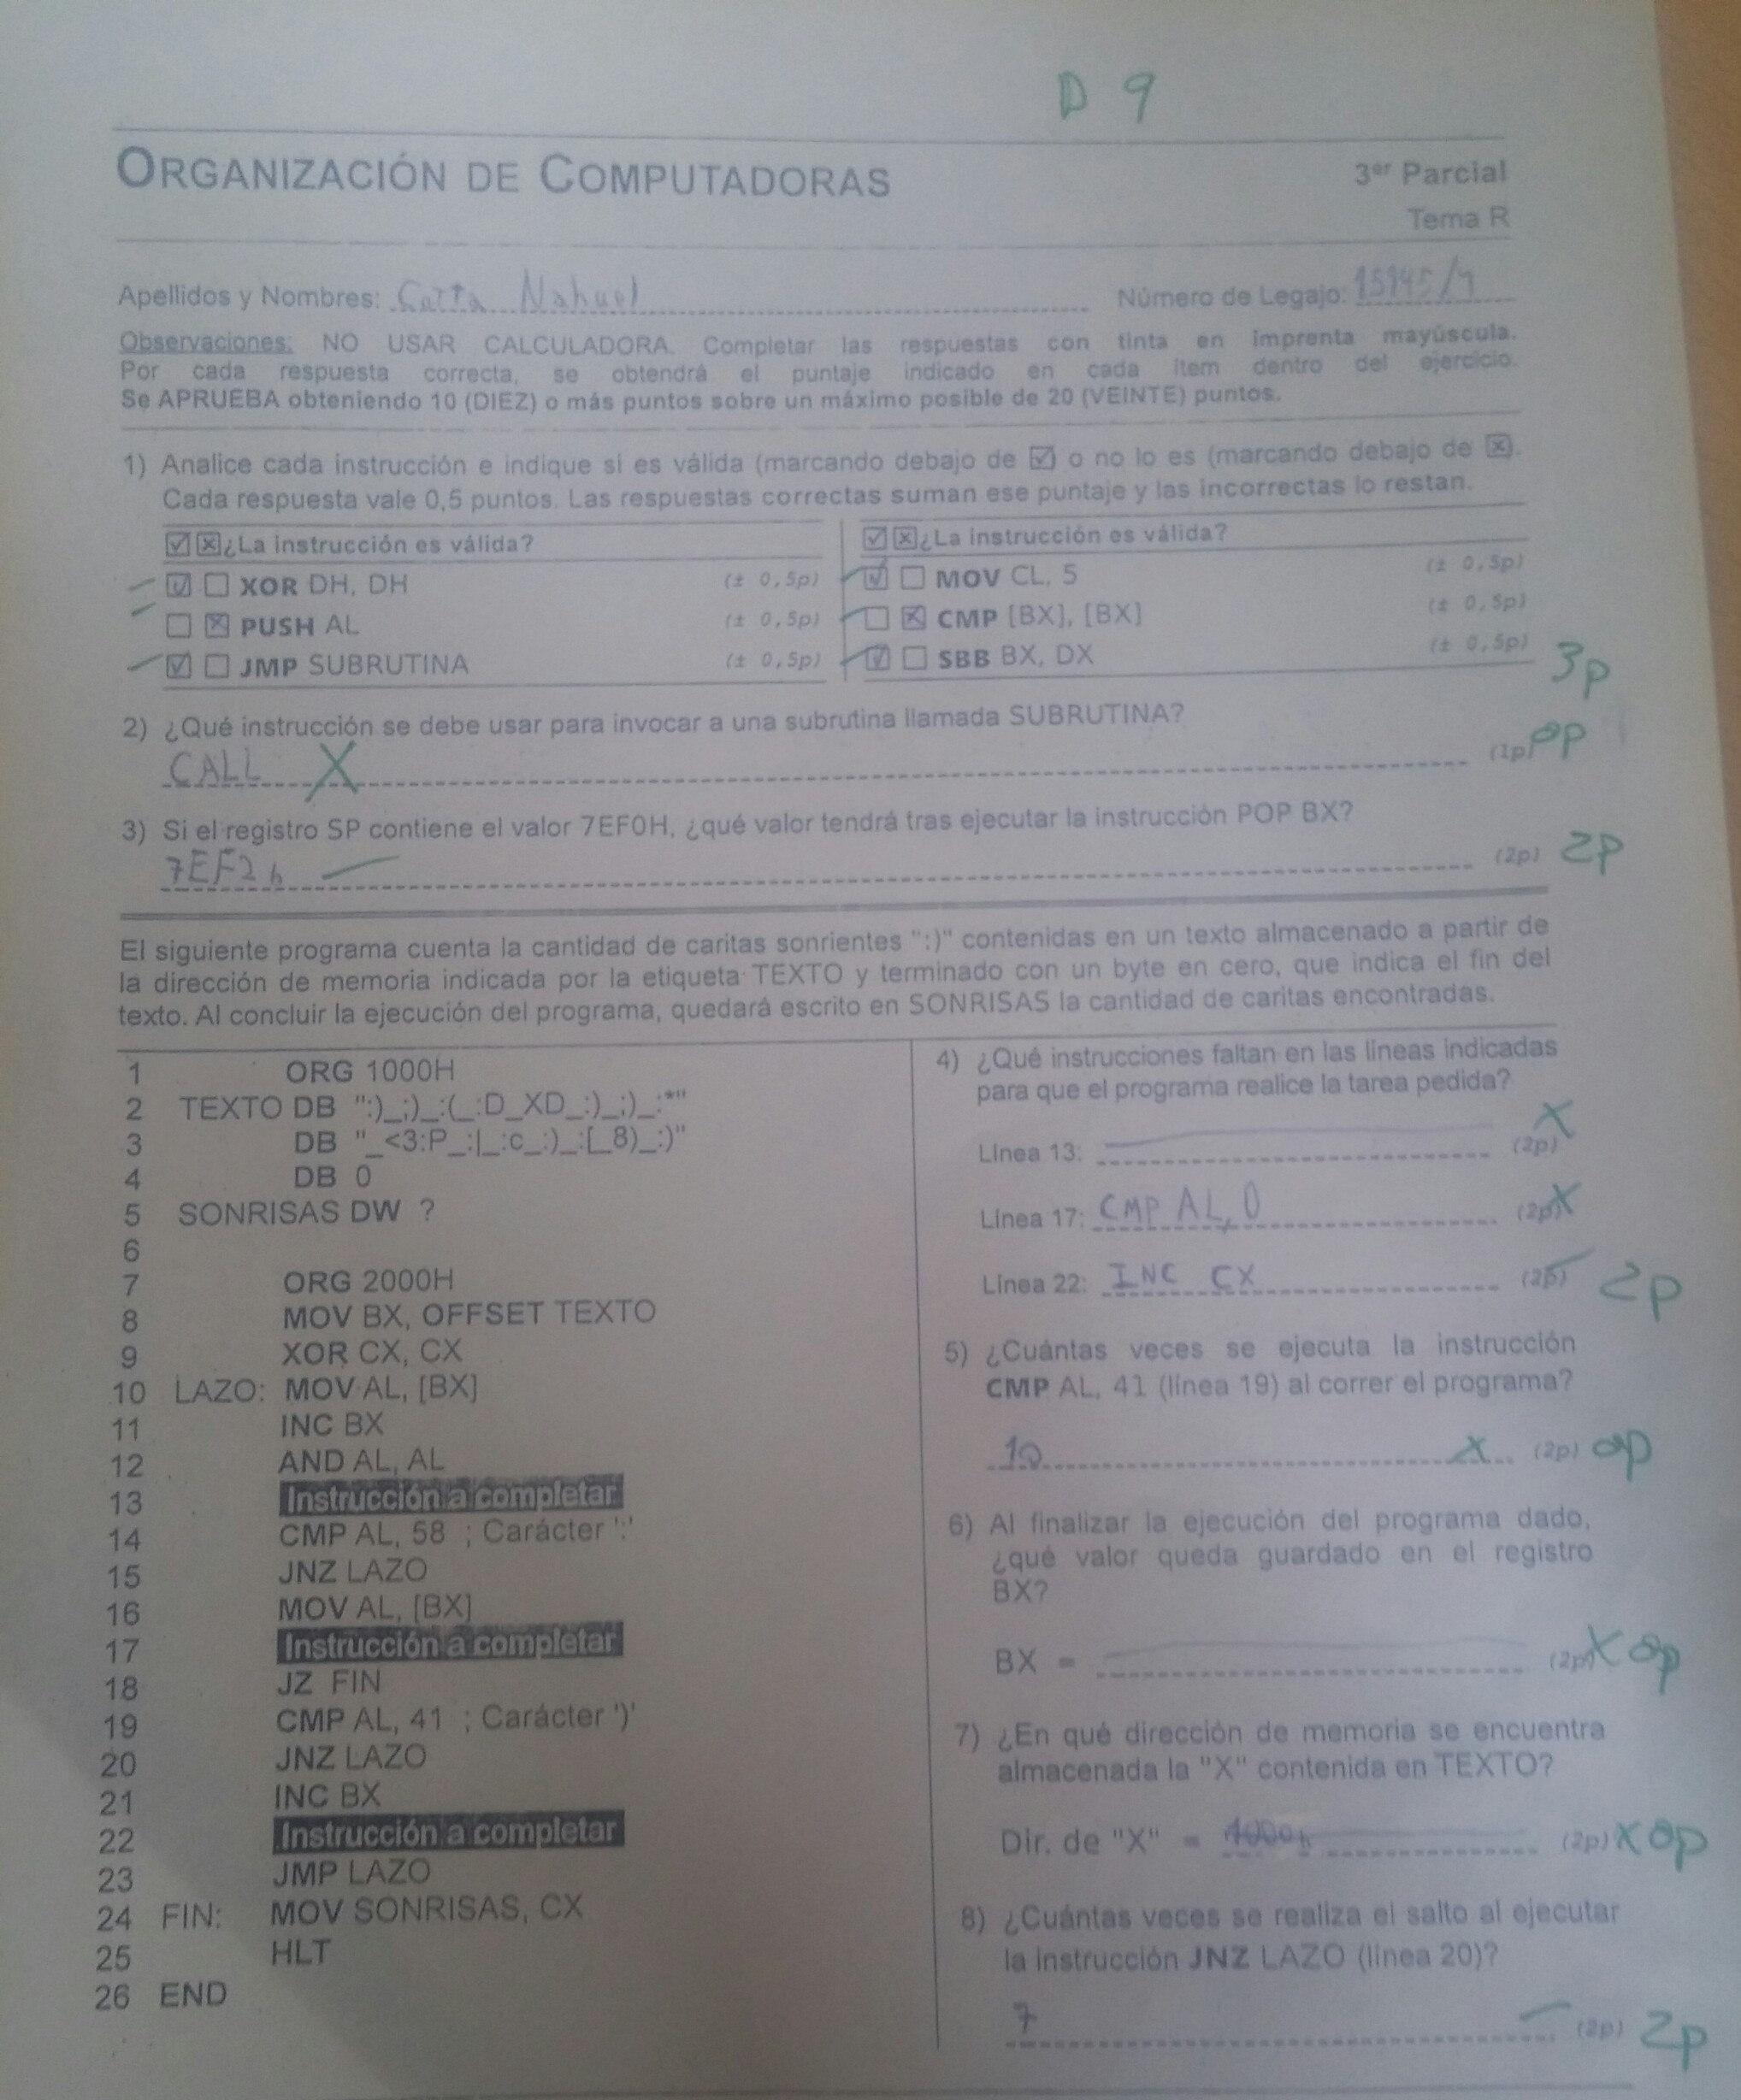 D 9
ORGANIZACIÓN DE COMPUTADORAS
3er Parcial
Tema R
Apellidos y Nombres: Cotta Nahuel Número de Legajo:
Observaciones: NO USAR CALCULADORA. Completar las respuestas con tinta en imprenta mayúscula.
Por cada respuesta correcta, se obtendrá el puntaje indicado en cada ítem dentro del ejercicio.
Se APRUEBA obteniendo 10 (DIEZ) o más puntos sobre un máximo posible de 20 (VEINTE) puntos.
1) Analice cada instrucción e indique si es válida (marcando debajo de ☑ o no lo es (marcando debajo de ☒).
Cada respuesta vale 0,5 puntos. Las respuestas correctas suman ese puntaje y las incorrectas lo restan.
☑ ☒ ¿La instrucción es válida?
☑ ☐ XOR DH, DH (± 0,5p)
☐ ☒ PUSH AL (± 0,5p)
☑ ☐ JMP SUBRUTINA (± 0,5p)
☑ ☒ ¿La instrucción es válida?
☑ ☐ MOV CL, 5 (± 0,5p)
☐ ☒ CMP [BX], [BX] (± 0,5p)
☑ ☐ SBB BX, DX (± 0,5p) 3p
2) ¿Qué instrucción se debe usar para invocar a una subrutina llamada SUBRUTINA?
CALL X (1p) 0p
3) Si el registro SP contiene el valor 7EF0H, ¿qué valor tendrá tras ejecutar la instrucción POP BX?
7EF2h (2p) 2p
El siguiente programa cuenta la cantidad de caritas sonrientes ":)" contenidas en un texto almacenado a partir de
la dirección de memoria indicada por la etiqueta TEXTO y terminado con un byte en cero, que indica el fin del
texto. Al concluir la ejecución del programa, quedará escrito en SONRISAS la cantidad de caritas encontradas.
1 ORG 1000H
2 TEXTO DB ":)_;)_:(_:D_XD_:)_;)_:*"
3 DB "_<3:P_:|_:c_:)_:[_8)_:)"
4 DB 0
5 SONRISAS DW ?
6
7 ORG 2000H
8 MOV BX, OFFSET TEXTO
9 XOR CX, CX
10 LAZO: MOV AL, [BX]
11 INC BX
12 AND AL, AL
13 Instrucción a completar
14 CMP AL, 58 ; Carácter ':'
15 JNZ LAZO
16 MOV AL, [BX]
17 Instrucción a completar
18 JZ FIN
19 CMP AL, 41 ; Carácter ')'
20 JNZ LAZO
21 INC BX
22 Instrucción a completar
23 JMP LAZO
24 FIN: MOV SONRISAS, CX
25 HLT
26 END
4) ¿Qué instrucciones faltan en las líneas indicadas
para que el programa realice la tarea pedida?
Línea 13: (2p) X
Línea 17: CMP AL, 0 (2p) X
Línea 22: INC CX (2p) 2p
5) ¿Cuántas veces se ejecuta la instrucción
CMP AL, 41 (línea 19) al correr el programa?
10 X (2p) 0p
6) Al finalizar la ejecución del programa dado,
¿qué valor queda guardado en el registro
BX?
BX = (2p) X 0p
7) ¿En qué dirección de memoria se encuentra
almacenada la "X" contenida en TEXTO?
Dir. de "X" = (2p) X 0p
8) ¿Cuántas veces se realiza el salto al ejecutar
la instrucción JNZ LAZO (línea 20)?
7 (2p) 2p